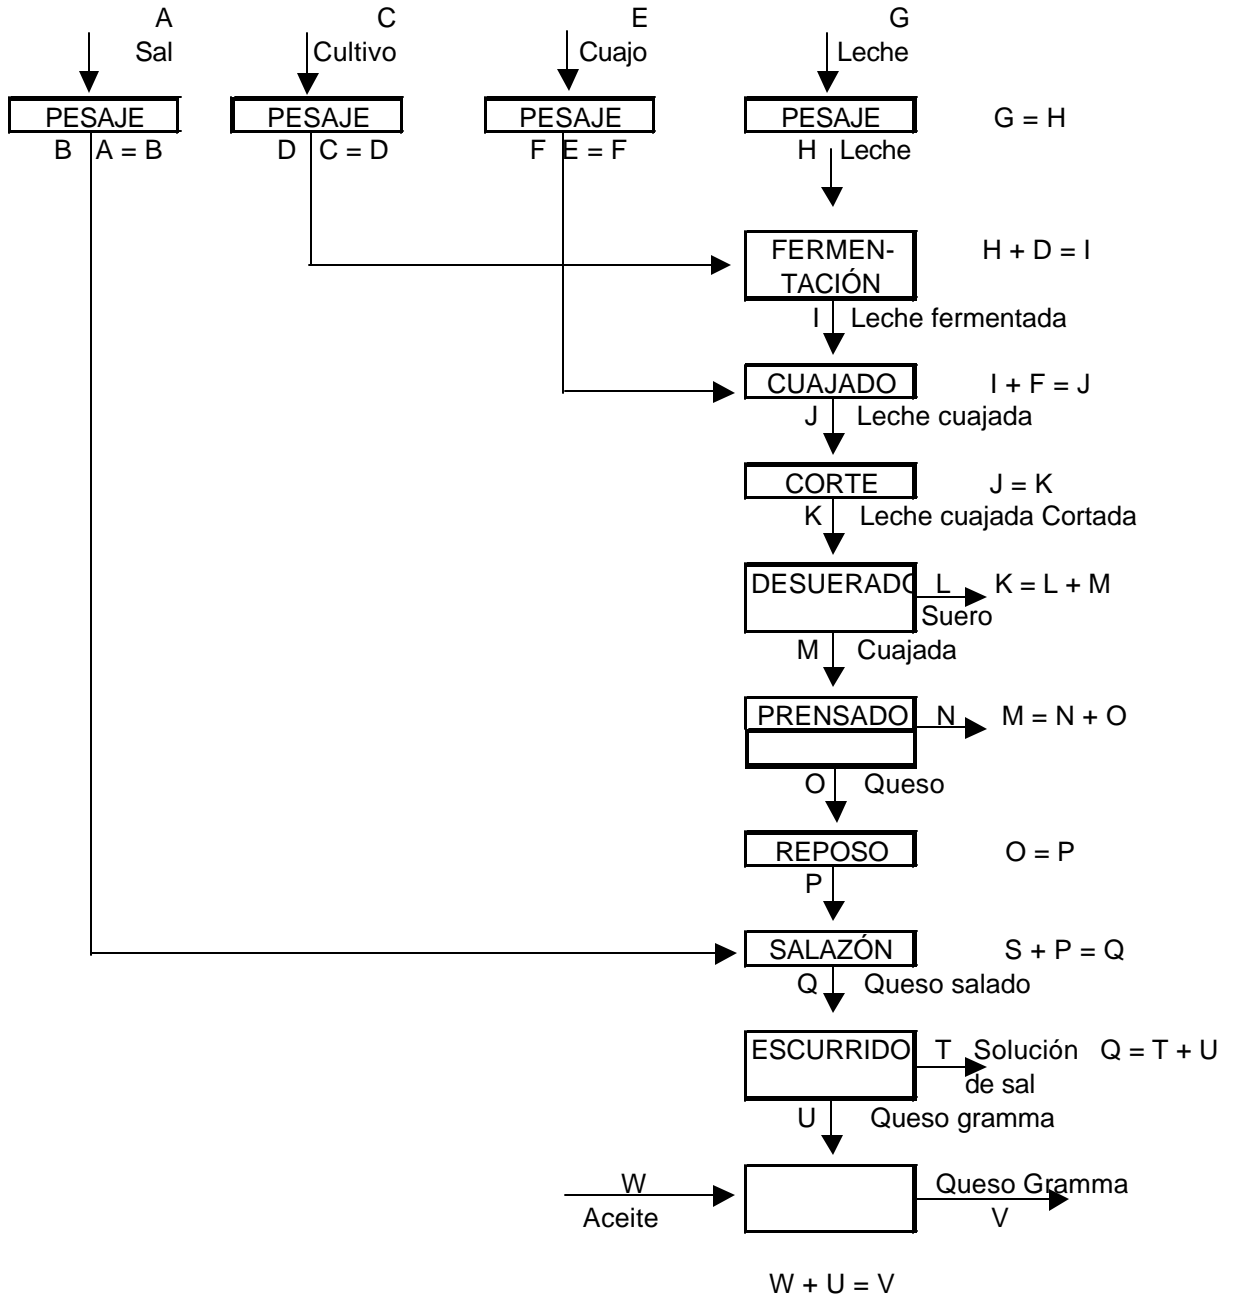 A C E G
Sal Cultivo Cuajo Leche
PESAJE PESAJE PESAJE PESAJE G = H
B A = B D C = D F E = F H Leche
FERMEN- H + D = I
TACIÓN
I Leche fermentada
CUAJADO I + F = J
J Leche cuajada
CORTE J = K
K Leche cuajada Cortada
DESUERADO L K = L + M
Suero
M Cuajada
PRENSADO N M = N + O
O Queso
REPOSO O = P
P
SALAZÓN S + P = Q
Q Queso salado
ESCURRIDO T Solución Q = T + U
de sal
U Queso gramma
W Queso Gramma
Aceite V
W + U = V